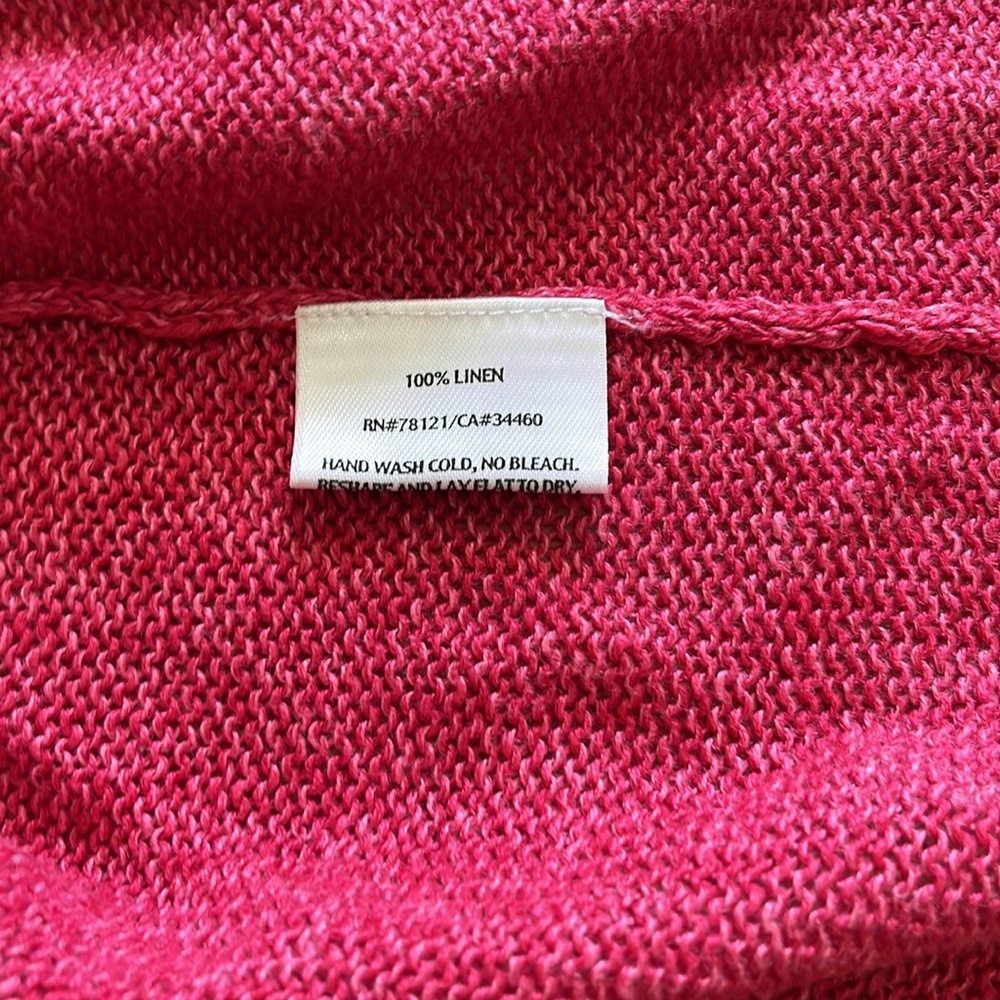 100% LINEN
RN#78121/CA#34460
HAND WASH COLD, NO BLEACH.
RESHAPE AND LAY FLAT TO DRY.